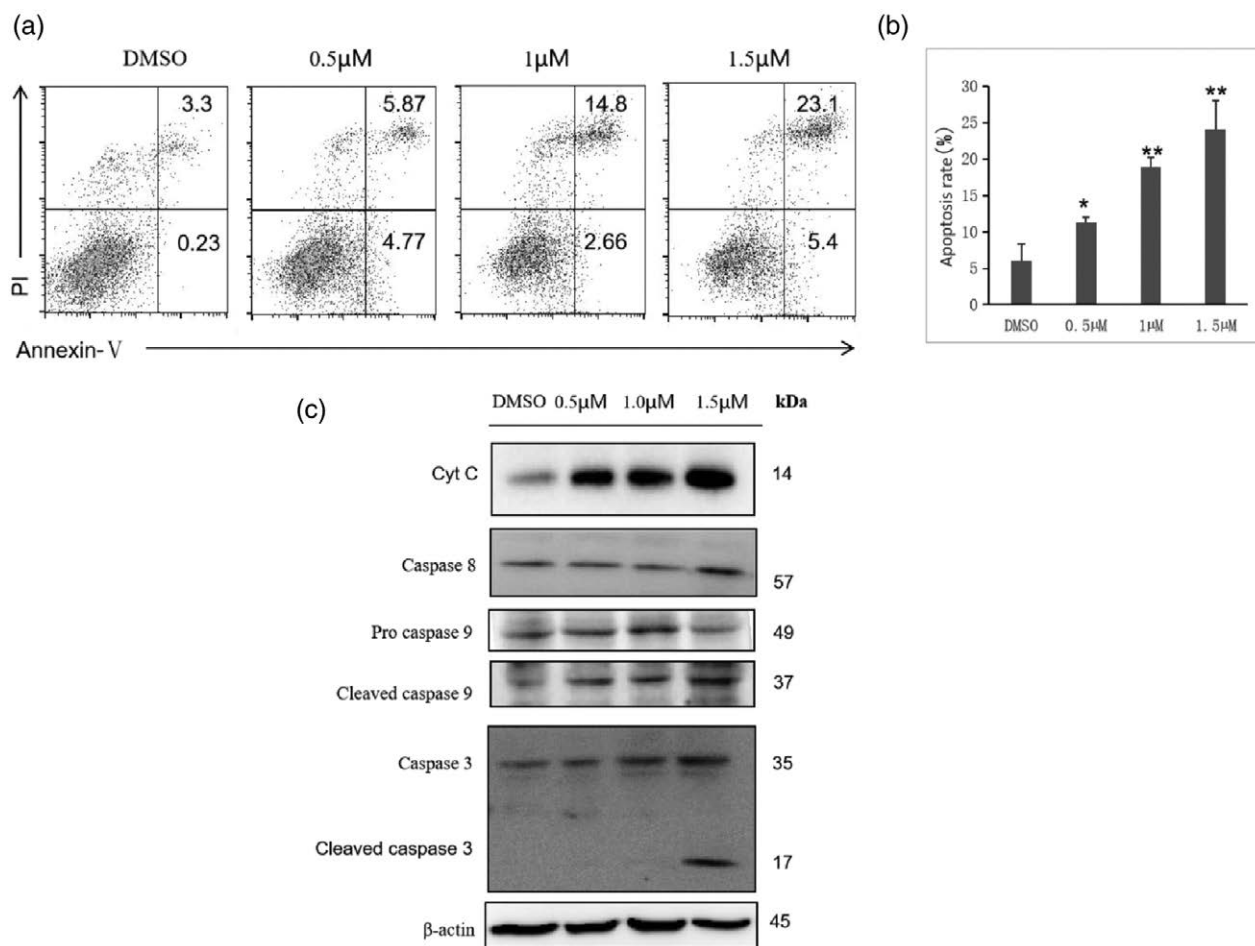 (a)
DMSO 0.5μM 1μM 1.5μM
3.3 5.87 14.8 23.1
0.23 4.77 2.66 5.4
PI
Annexin-V
(b)
Apoptosis rate (%)
30
25
20
15
10
5
0
* ** **
DMSO 0.5μM 1μM 1.5μM
(c)
DMSO 0.5μM 1.0μM 1.5μM kDa
Cyt C 14
Caspase 8 57
Pro caspase 9 49
Cleaved caspase 9 37
Caspase 3 35
Cleaved caspase 3 17
β-actin 45